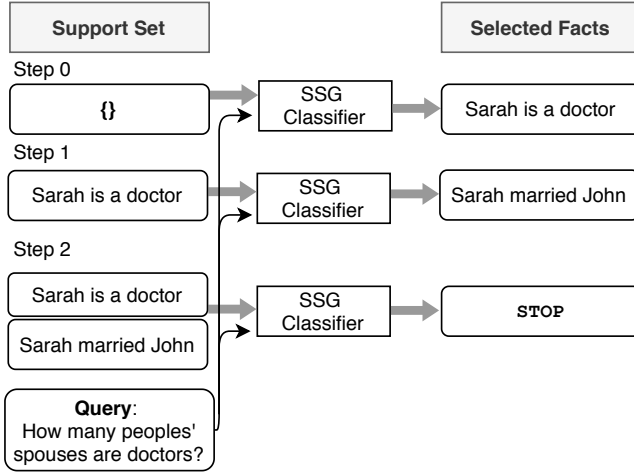 Support Set
Selected Facts
Step 0
{}
SSG
Classifier
Sarah is a doctor
Step 1
Sarah is a doctor
SSG
Classifier
Sarah married John
Step 2
Sarah is a doctor
Sarah married John
SSG
Classifier
STOP
Query:
How many peoples'
spouses are doctors?